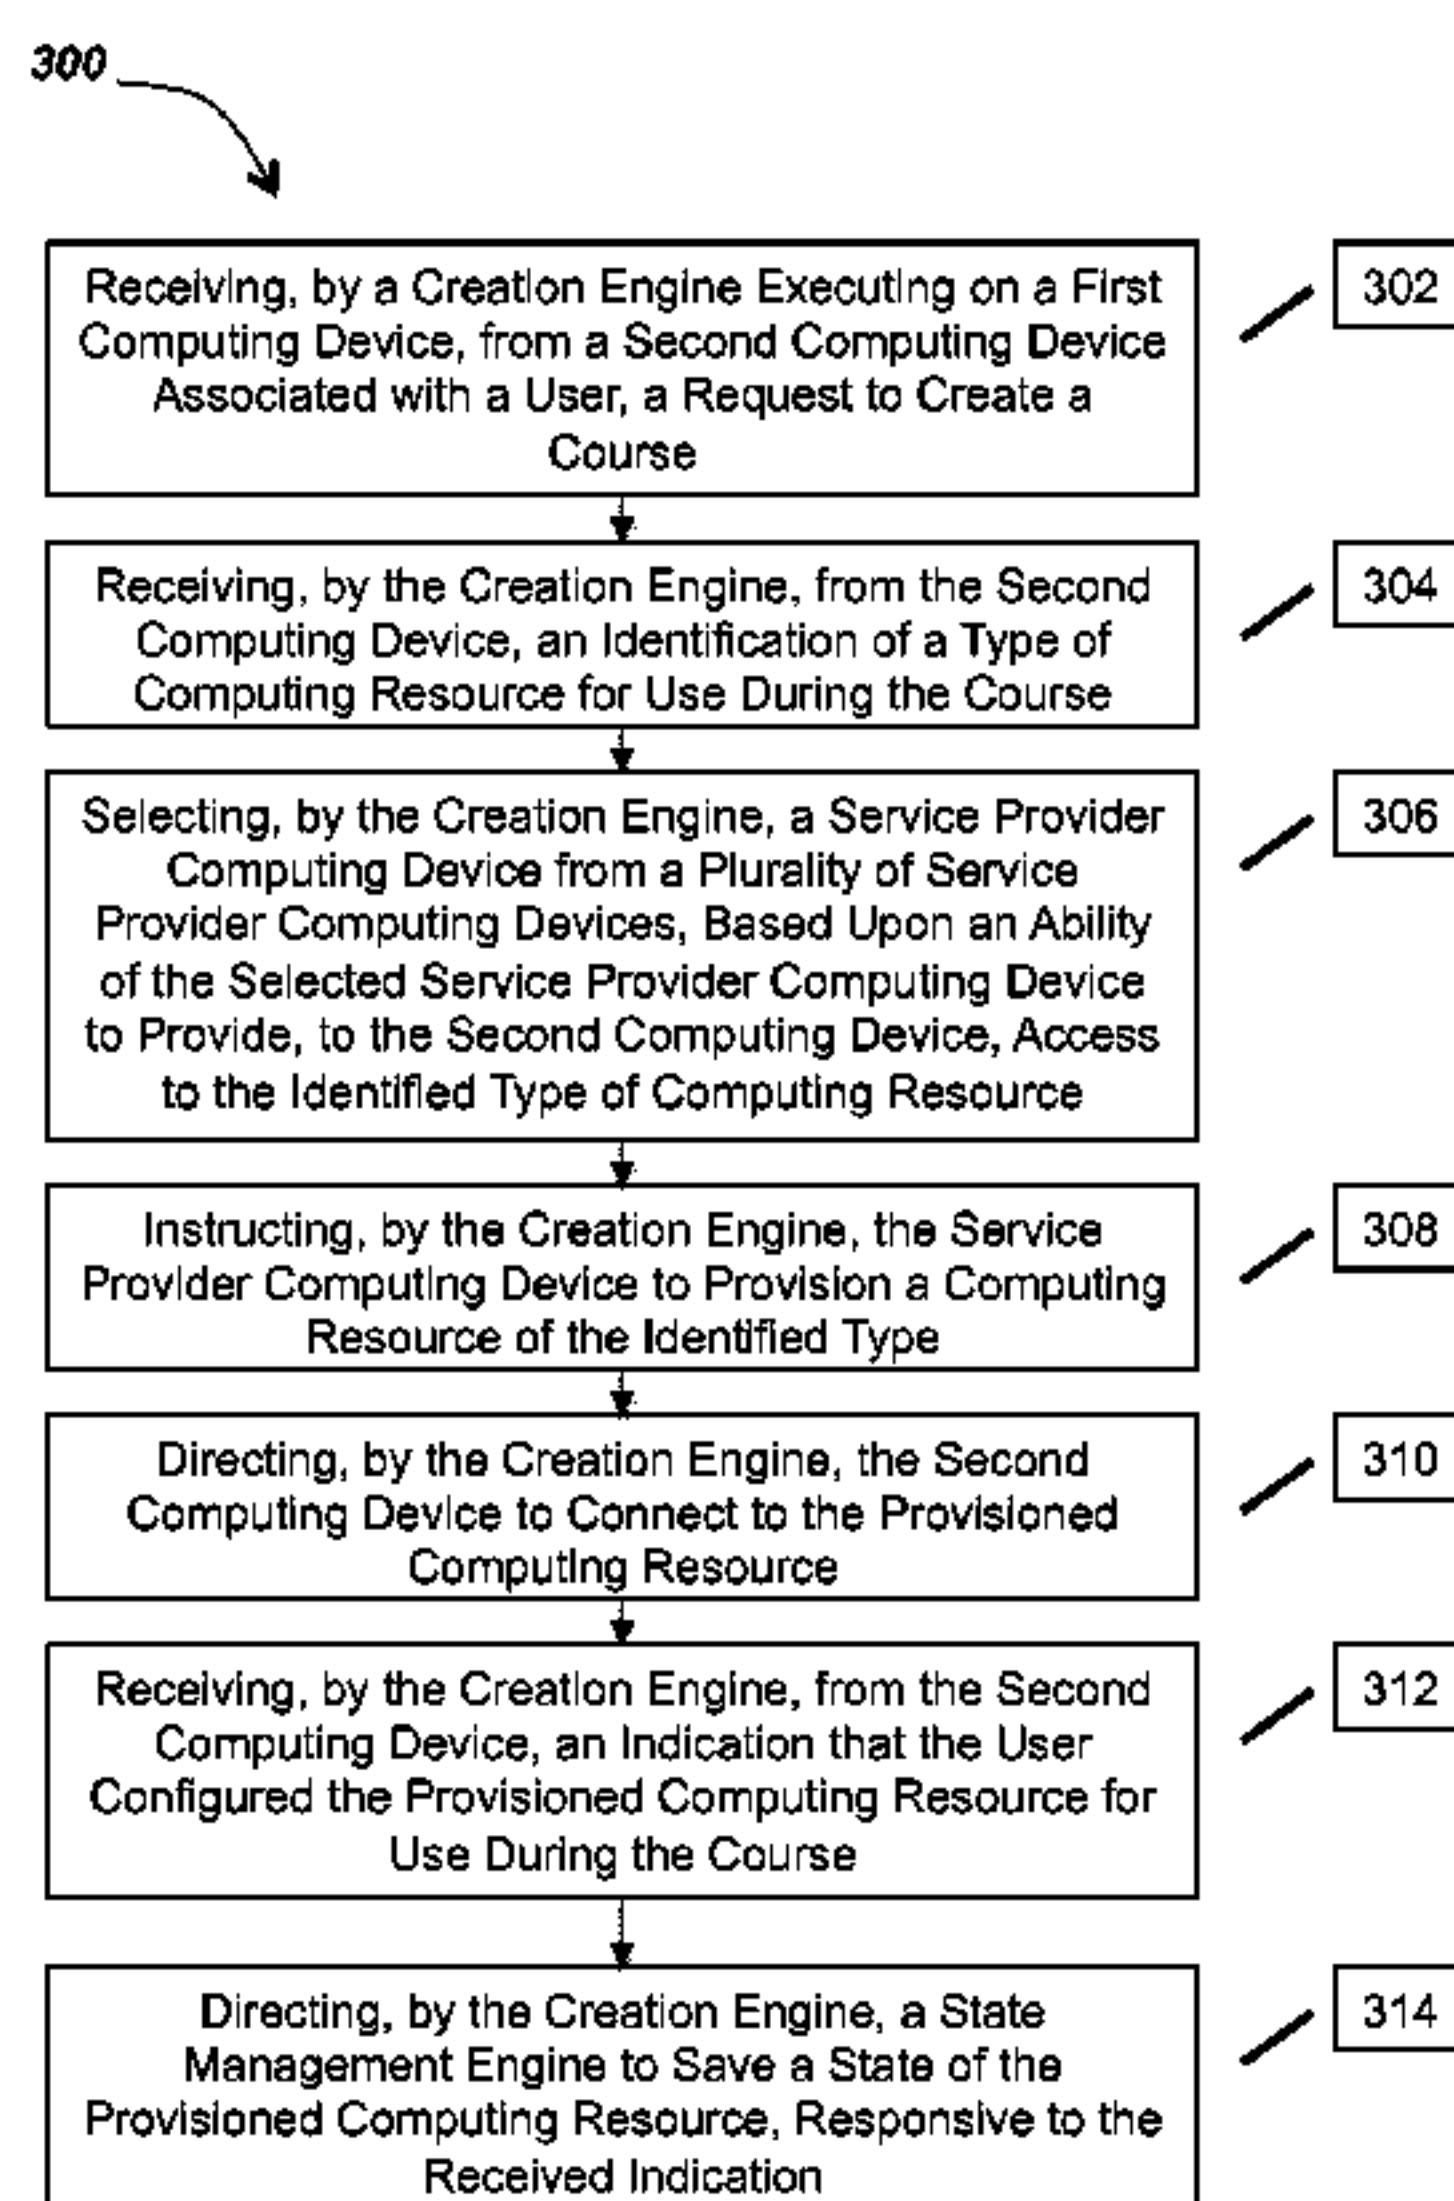 300
Receiving, by a Creation Engine Executing on a First
Computing Device, from a Second Computing Device
Associated with a User, a Request to Create a
Course
302
Receiving, by the Creation Engine, from the Second
Computing Device, an Identification of a Type of
Computing Resource for Use During the Course
304
Selecting, by the Creation Engine, a Service Provider
Computing Device from a Plurality of Service
Provider Computing Devices, Based Upon an Ability
of the Selected Service Provider Computing Device
to Provide, to the Second Computing Device, Access
to the Identified Type of Computing Resource
306
Instructing, by the Creation Engine, the Service
Provider Computing Device to Provision a Computing
Resource of the Identified Type
308
Directing, by the Creation Engine, the Second
Computing Device to Connect to the Provisioned
Computing Resource
310
Receiving, by the Creation Engine, from the Second
Computing Device, an Indication that the User
Configured the Provisioned Computing Resource for
Use During the Course
312
Directing, by the Creation Engine, a State
Management Engine to Save a State of the
Provisioned Computing Resource, Responsive to the
Received Indication
314